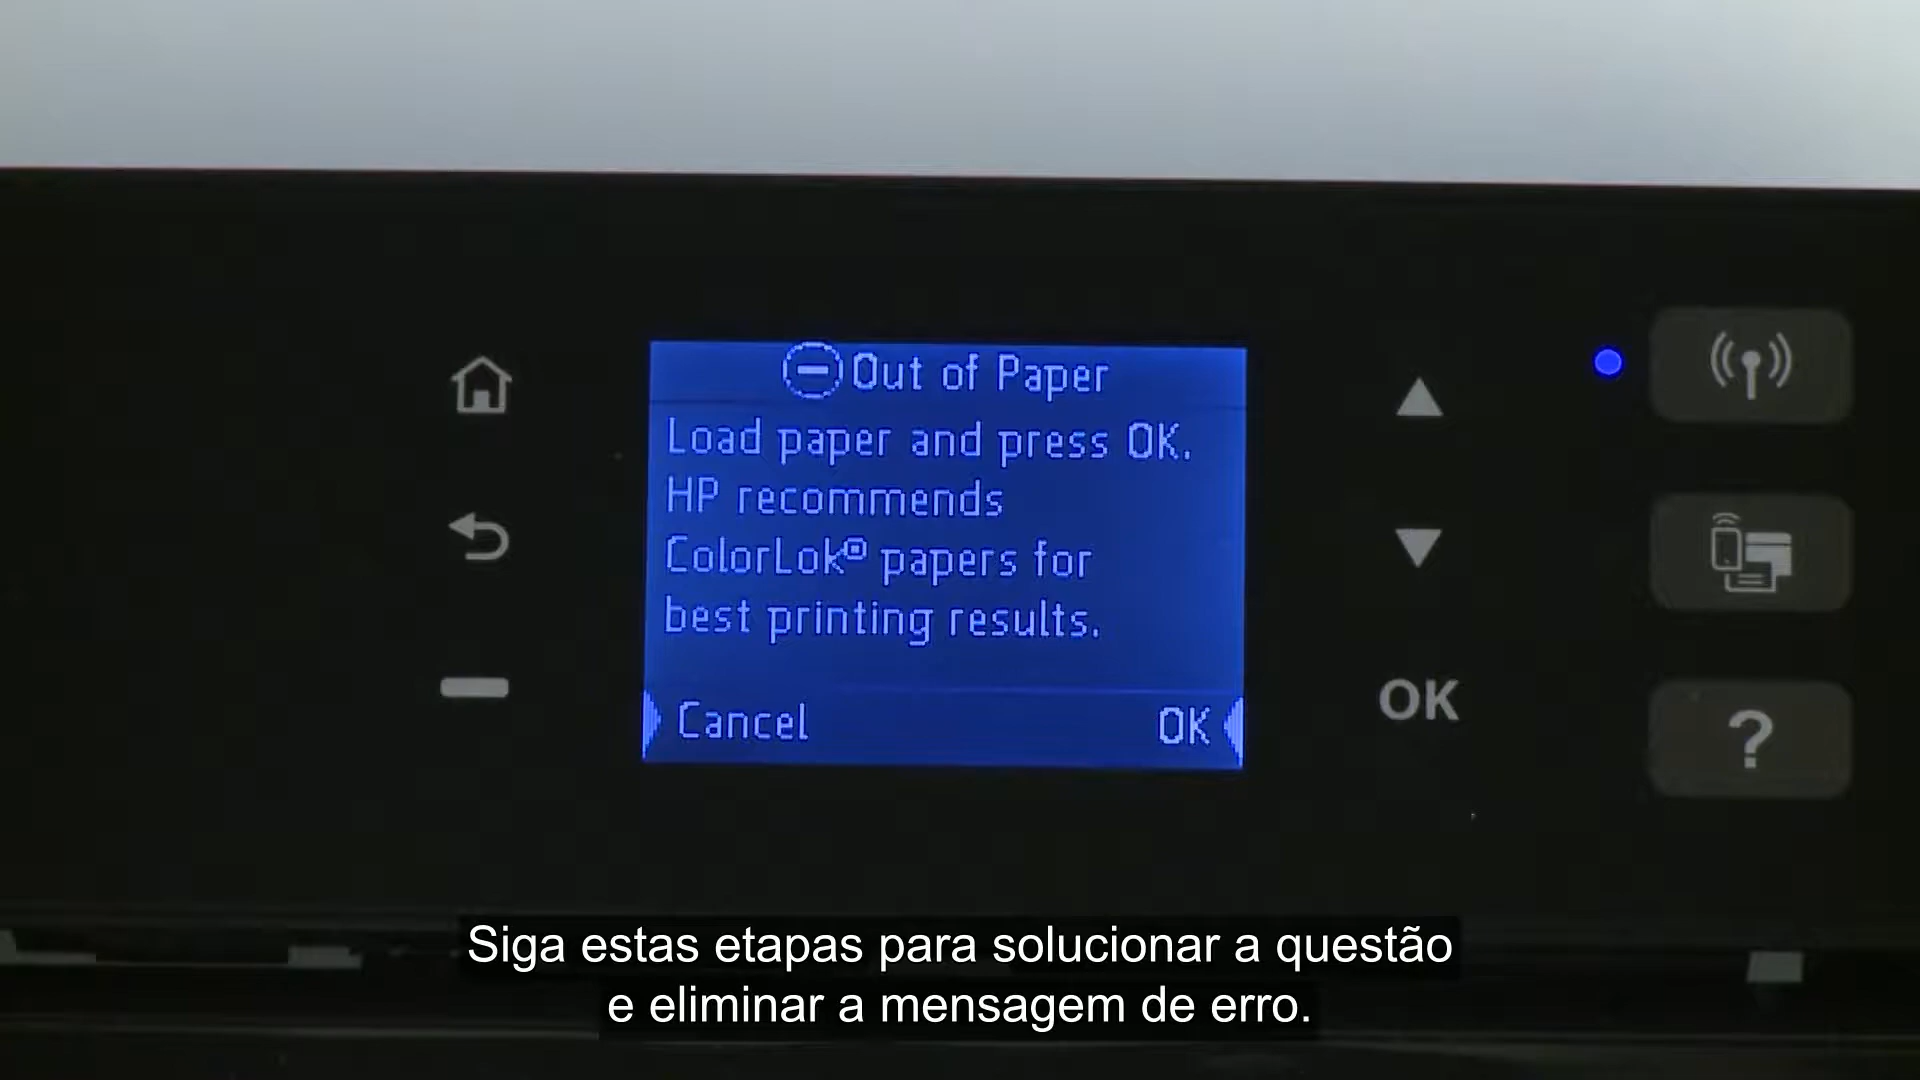 Out of Paper
Load paper and press OK.
HP recommends
ColorLok® papers for
best printing results.
Cancel
OK
OK
?
Siga estas etapas para solucionar a questão
e eliminar a mensagem de erro.